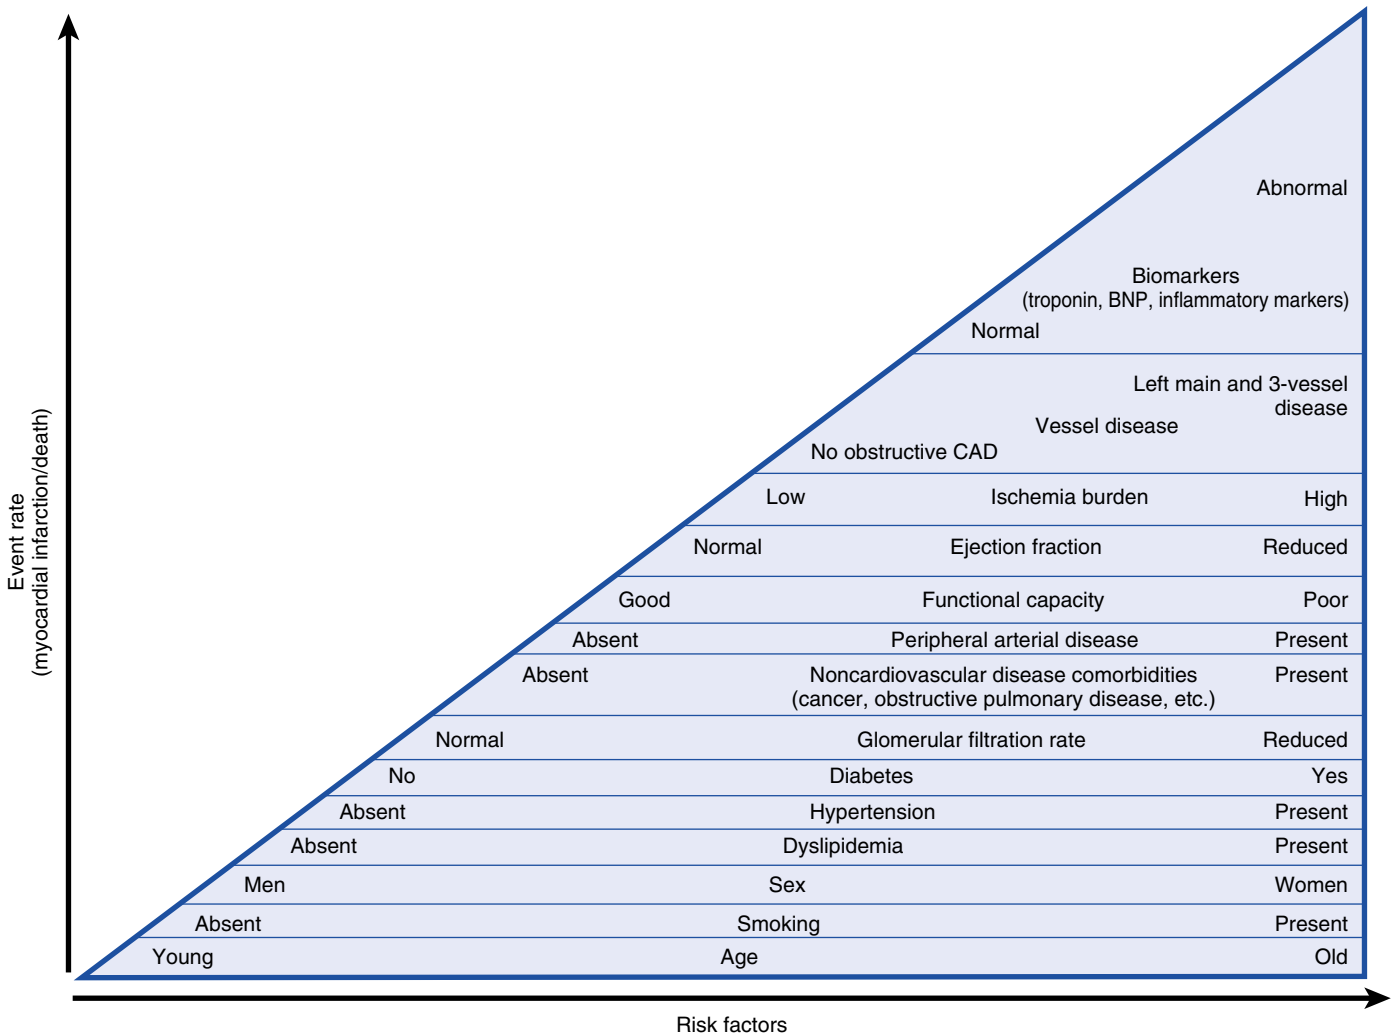 Abnormal
Biomarkers
(troponin, BNP, inflammatory markers)
Normal
Left main and 3-vessel
disease
Vessel disease
No obstructive CAD
Low Ischemia burden High
Normal Ejection fraction Reduced
Good Functional capacity Poor
Absent Peripheral arterial disease Present
Absent Noncardiovascular disease comorbidities Present
(cancer, obstructive pulmonary disease, etc.)
Normal Glomerular filtration rate Reduced
No Diabetes Yes
Absent Hypertension Present
Absent Dyslipidemia Present
Men Sex Women
Absent Smoking Present
Young Age Old
Event rate
(myocardial infarction/death)
Risk factors